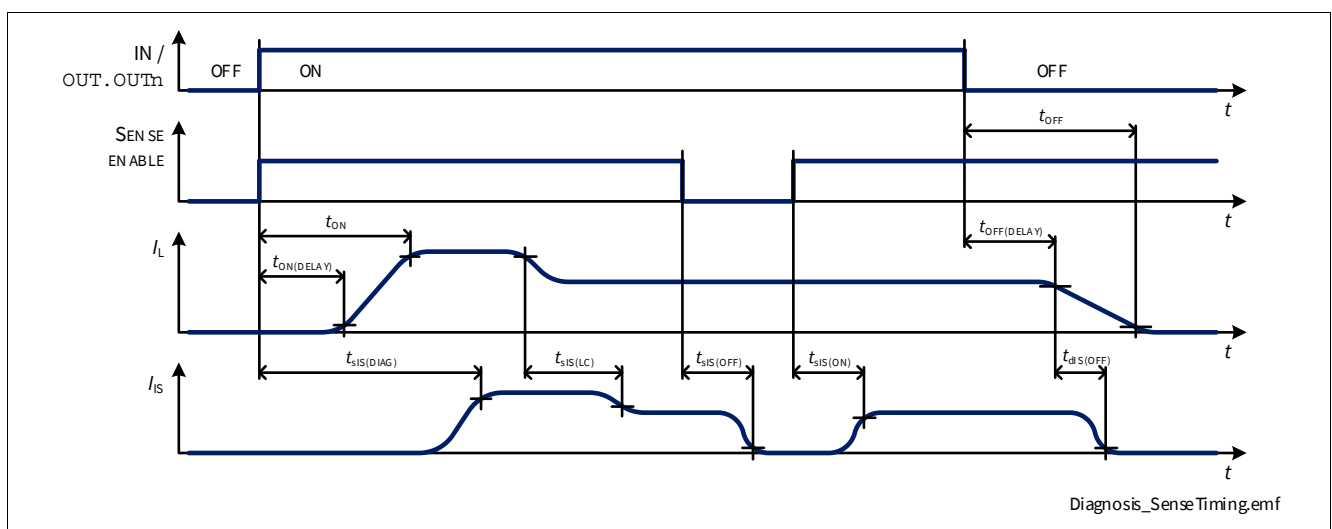 IN /
OUT.OUTn
OFF
ON
OFF
t
tOFF
SENSE
ENABLE
t
tON
tOFF(DELAY)
IL
tON(DELAY)
t
tsIS(DIAG)
tsIS(LC)
tsIS(OFF)
tsIS(ON)
tdIS(OFF)
IIS
t
Diagnosis_SenseTiming.emf